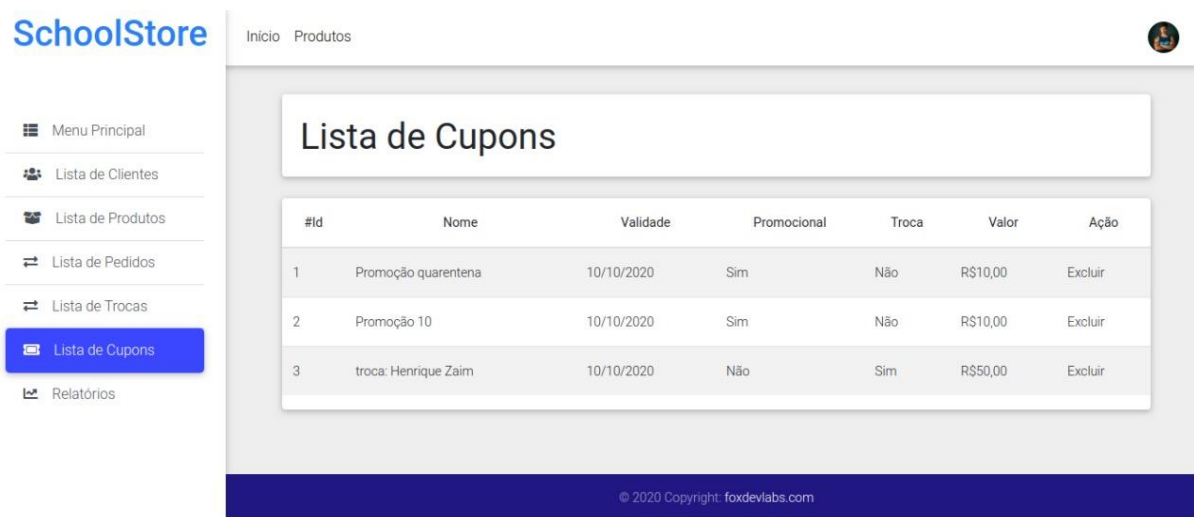 SchoolStore
Início Produtos
Menu Principal
Lista de Clientes
Lista de Produtos
Lista de Pedidos
Lista de Trocas
Lista de Cupons
Relatórios
Lista de Cupons
#Id Nome Validade Promocional Troca Valor Ação
1 Promoção quarentena 10/10/2020 Sim Não R$10,00 Excluir
2 Promoção 10 10/10/2020 Sim Não R$10,00 Excluir
3 troca: Henrique Zaim 10/10/2020 Não Sim R$50,00 Excluir
© 2020 Copyright: foxdevlabs.com